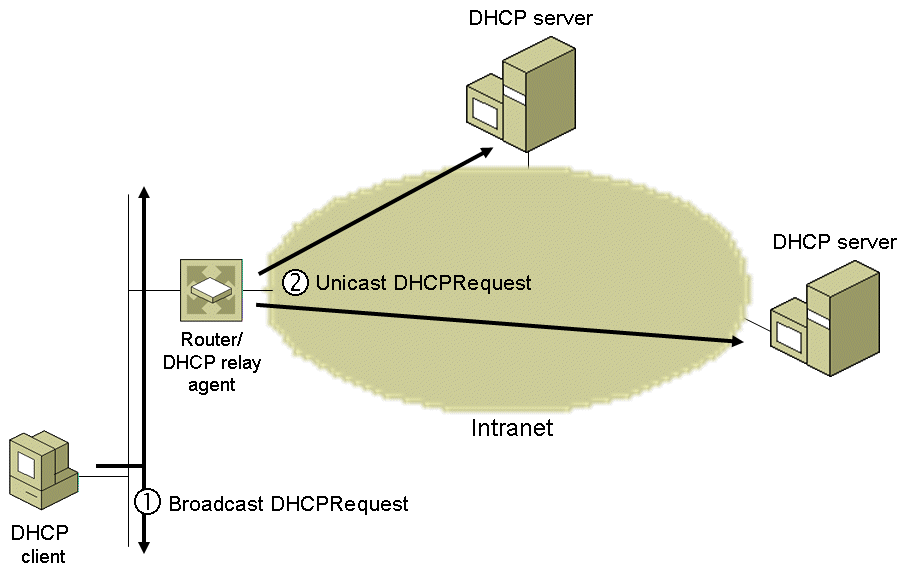 DHCP server
DHCP server
② Unicast DHCPRequest
Router/
DHCP relay
agent
Intranet
① Broadcast DHCPRequest
DHCP
client